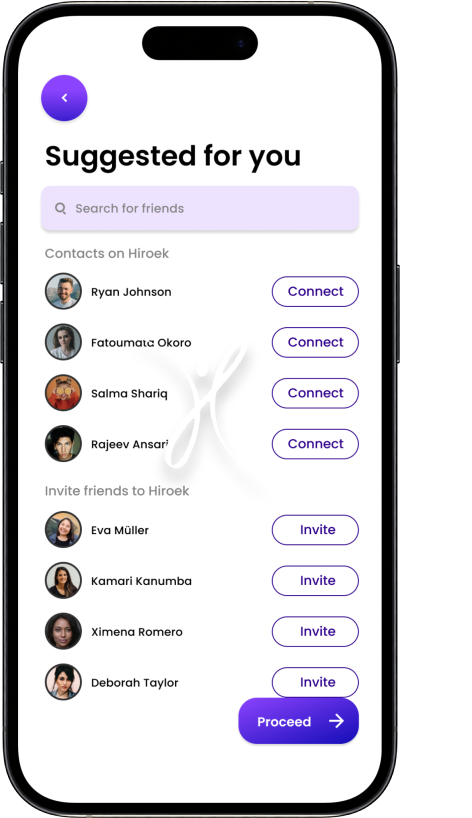 Suggested for you
Search for friends
Contacts on Hiroek
Ryan Johnson Connect
Fatoumata Okoro Connect
Salma Shariq Connect
Rajeev Ansari Connect
Invite friends to Hiroek
Eva Müller Invite
Kamari Kanumba Invite
Ximena Romero Invite
Deborah Taylor Invite
Proceed